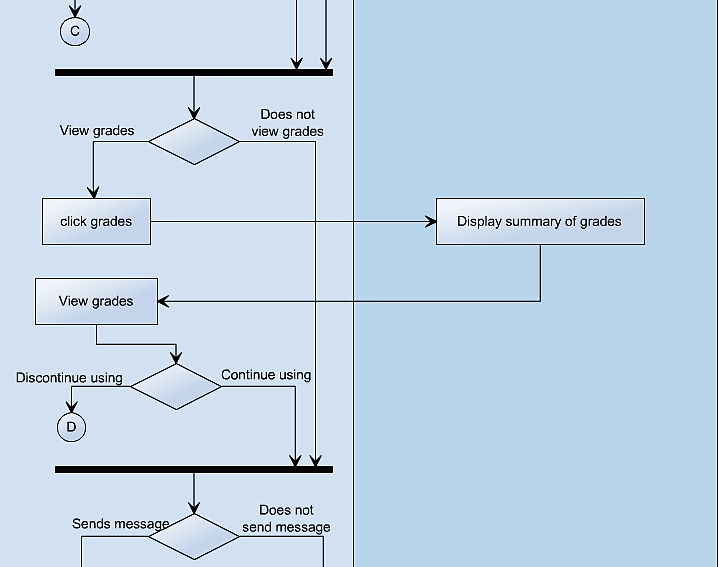 C
Does not
View grades
view grades
click grades
Display summary of grades
View grades
Discontinue using
Continue using
D
Does not
Sends message
send message